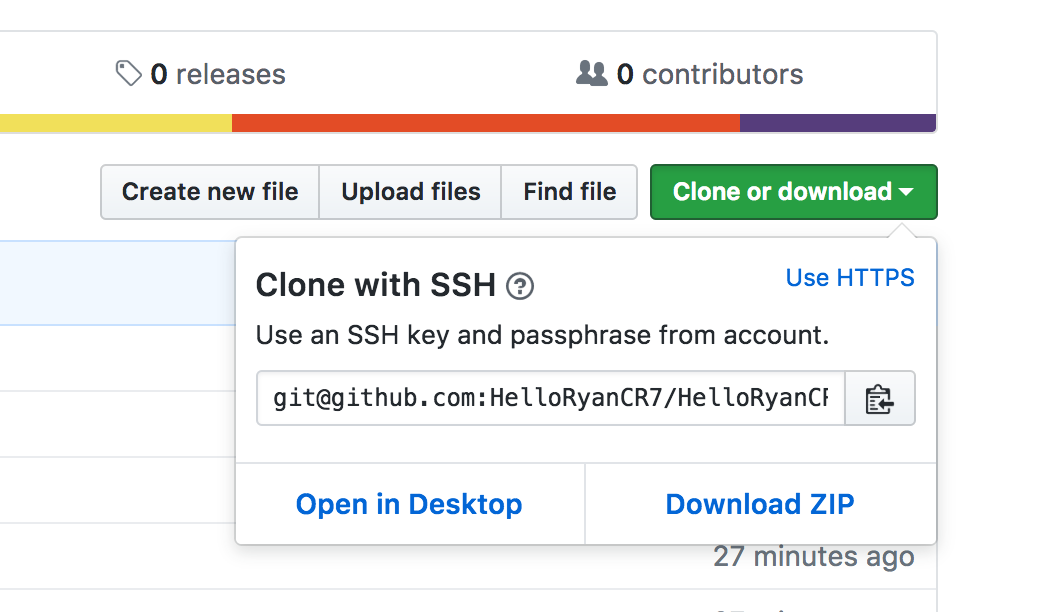 0 releases
0 contributors
Create new file
Upload files
Find file
Clone or download
Clone with SSH ?
Use HTTPS
Use an SSH key and passphrase from account.
git@github.com:HelloRyanCR7/HelloRyanC
Open in Desktop
Download ZIP
27 minutes ago